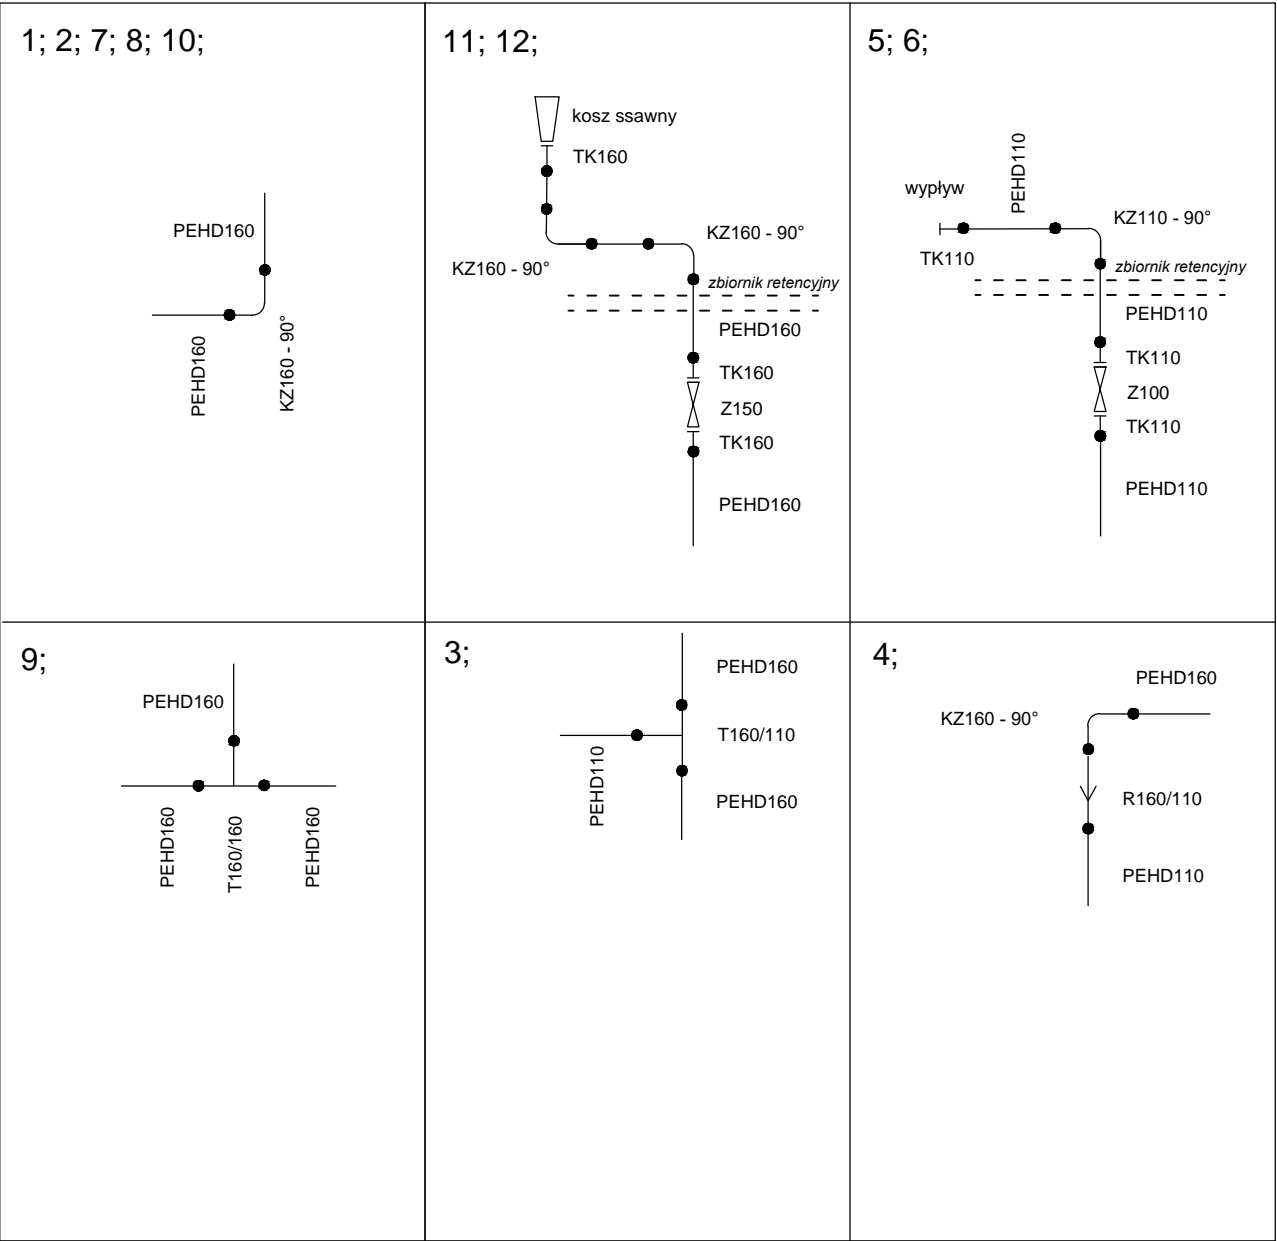 1; 2; 7; 8; 10;
PEHD160
PEHD160
KZ160 - 90°
11; 12;
kosz ssawny
TK160
KZ160 - 90°
KZ160 - 90°
zbiornik retencyjny
PEHD160
TK160
Z150
TK160
PEHD160
5; 6;
PEHD110
wypływ
KZ110 - 90°
TK110
zbiornik retencyjny
PEHD110
TK110
Z100
TK110
PEHD110
9;
PEHD160
PEHD160
T160/160
PEHD160
3;
PEHD160
T160/110
PEHD110
PEHD160
4;
PEHD160
KZ160 - 90°
R160/110
PEHD110